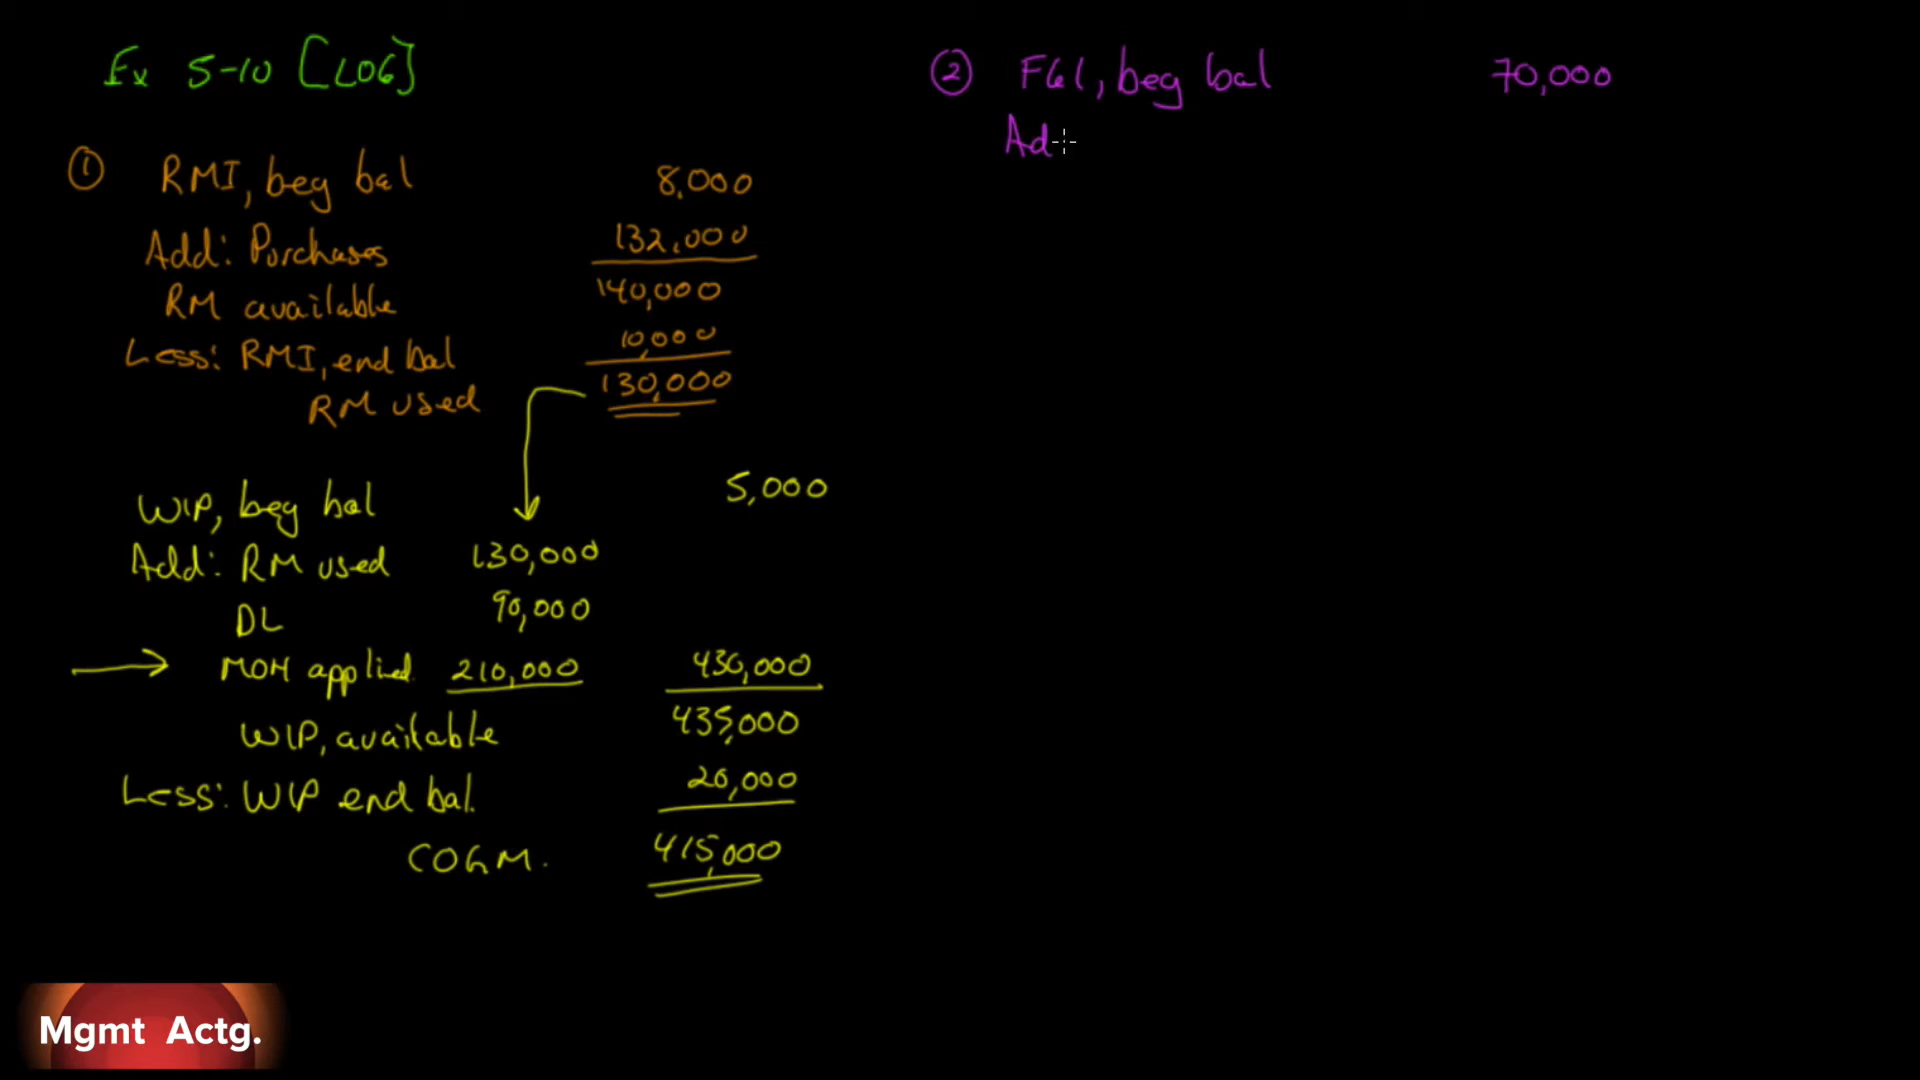 Ex 5-10 [LO6]
① RMI, beg bal 8,000
Add: Purchases 132,000
RM available 140,000
Less: RMI, end bal 10,000
RM used 130,000
WIP, beg bal 5,000
Add: RM used 130,000
DL 90,000
MOH applied 210,000 430,000
WIP, available 435,000
Less: WIP end bal. 20,000
COGM. 415,000
② FGI, beg bal 70,000
Ad
Mgmt Actg.